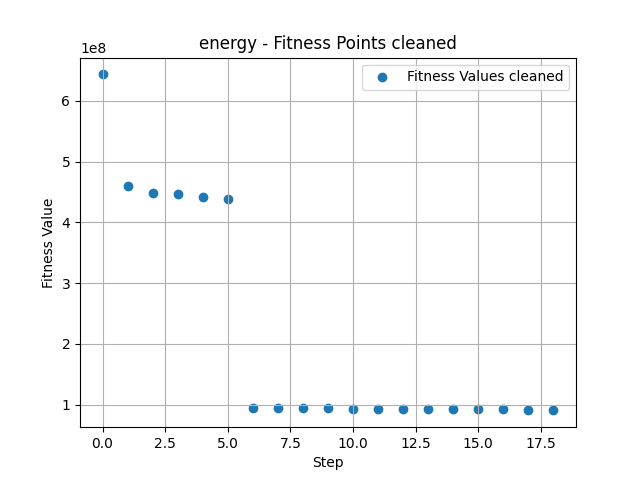 energy - Fitness Points cleaned
1e8
Fitness Values cleaned
6
5
4
3
2
1
Fitness Value
0.0 2.5 5.0 7.5 10.0 12.5 15.0 17.5
Step